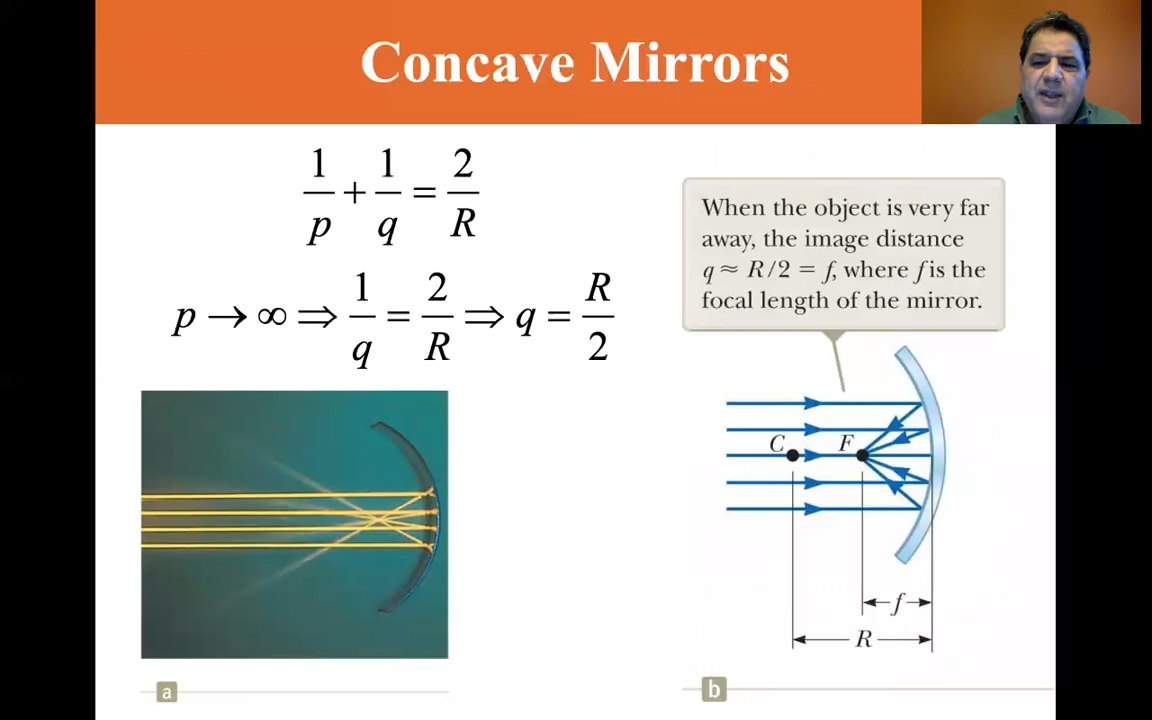 Concave Mirrors
1/p + 1/q = 2/R
p → ∞ ⇒ 1/q = 2/R ⇒ q = R/2
When the object is very far
away, the image distance
q ≈ R/2 = f, where f is the
focal length of the mirror.
C F
f
R
a
b